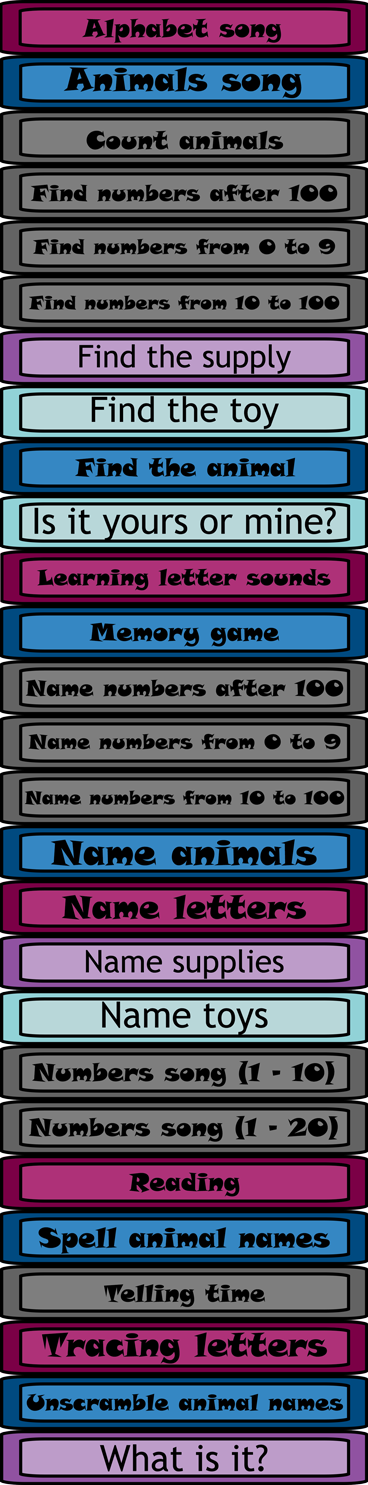 Alphabet song
Animals song
Count animals
Find numbers after 100
Find numbers from 0 to 9
Find numbers from 10 to 100
Find the supply
Find the toy
Find the animal
Is it yours or mine?
Learning letter sounds
Memory game
Name numbers after 100
Name numbers from 0 to 9
Name numbers from 10 to 100
Name animals
Name letters
Name supplies
Name toys
Numbers song (1 - 10)
Numbers song (1 - 20)
Reading
Spell animal names
Telling time
Tracing letters
Unscramble animal names
What is it?